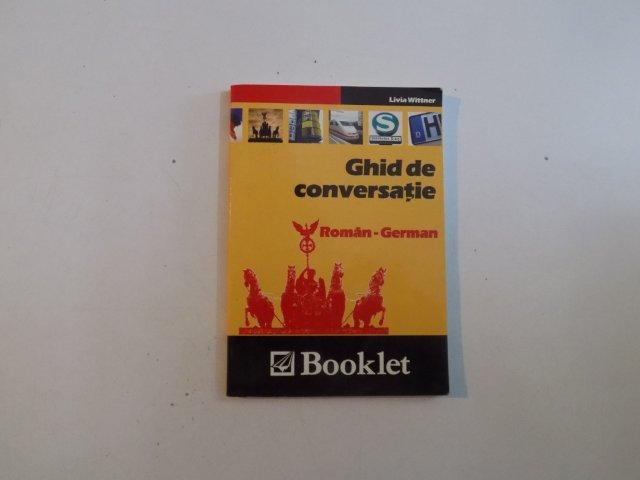 Livia Wittner
S
H
Ghid de
conversație
Român - German
Booklet